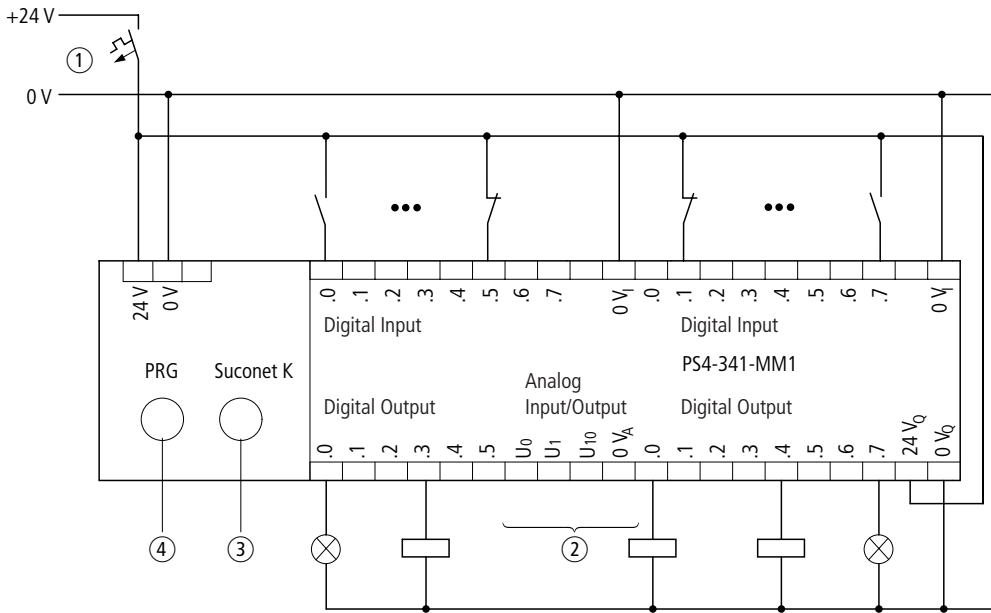 +24 V
①
0 V
24 V
0 V
.0
.1
.2
.3
.4
.5
.6
.7
0 VI
.0
.1
.2
.3
.4
.5
.6
.7
0 VI
Digital Input
Digital Input
PS4-341-MM1
PRG
Suconet K
Analog
Input/Output
Digital Output
Digital Output
.0
.1
.2
.3
.4
.5
U0
U1
U10
0 VA
.0
.1
.2
.3
.4
.5
.6
.7
24 VQ
0 VQ
④
③
②